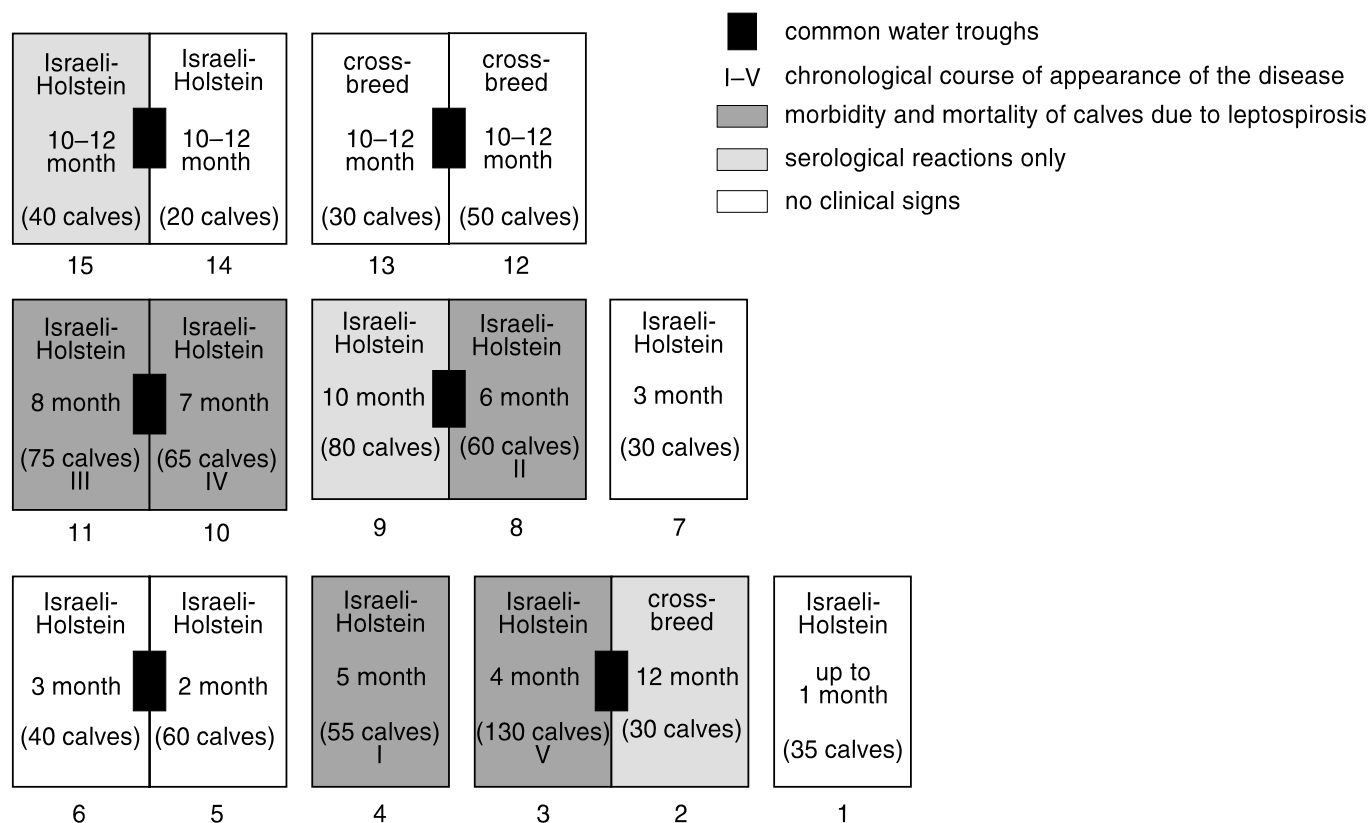 common water troughs
I–V chronological course of appearance of the disease
morbidity and mortality of calves due to leptospirosis
serological reactions only
no clinical signs
Israeli-
Holstein
10–12
month
(40 calves)
15
Israeli-
Holstein
10–12
month
(20 calves)
14
cross-
breed
10–12
month
(30 calves)
13
cross-
breed
10–12
month
(50 calves)
12
Israeli-
Holstein
8 month
(75 calves)
III
11
Israeli-
Holstein
7 month
(65 calves)
IV
10
Israeli-
Holstein
10 month
(80 calves)
9
Israeli-
Holstein
6 month
(60 calves)
II
8
Israeli-
Holstein
3 month
(30 calves)
7
Israeli-
Holstein
3 month
(40 calves)
6
Israeli-
Holstein
2 month
(60 calves)
5
Israeli-
Holstein
5 month
(55 calves)
I
4
Israeli-
Holstein
4 month
(130 calves)
V
3
cross-
breed
12 month
(30 calves)
2
Israeli-
Holstein
up to
1 month
(35 calves)
1